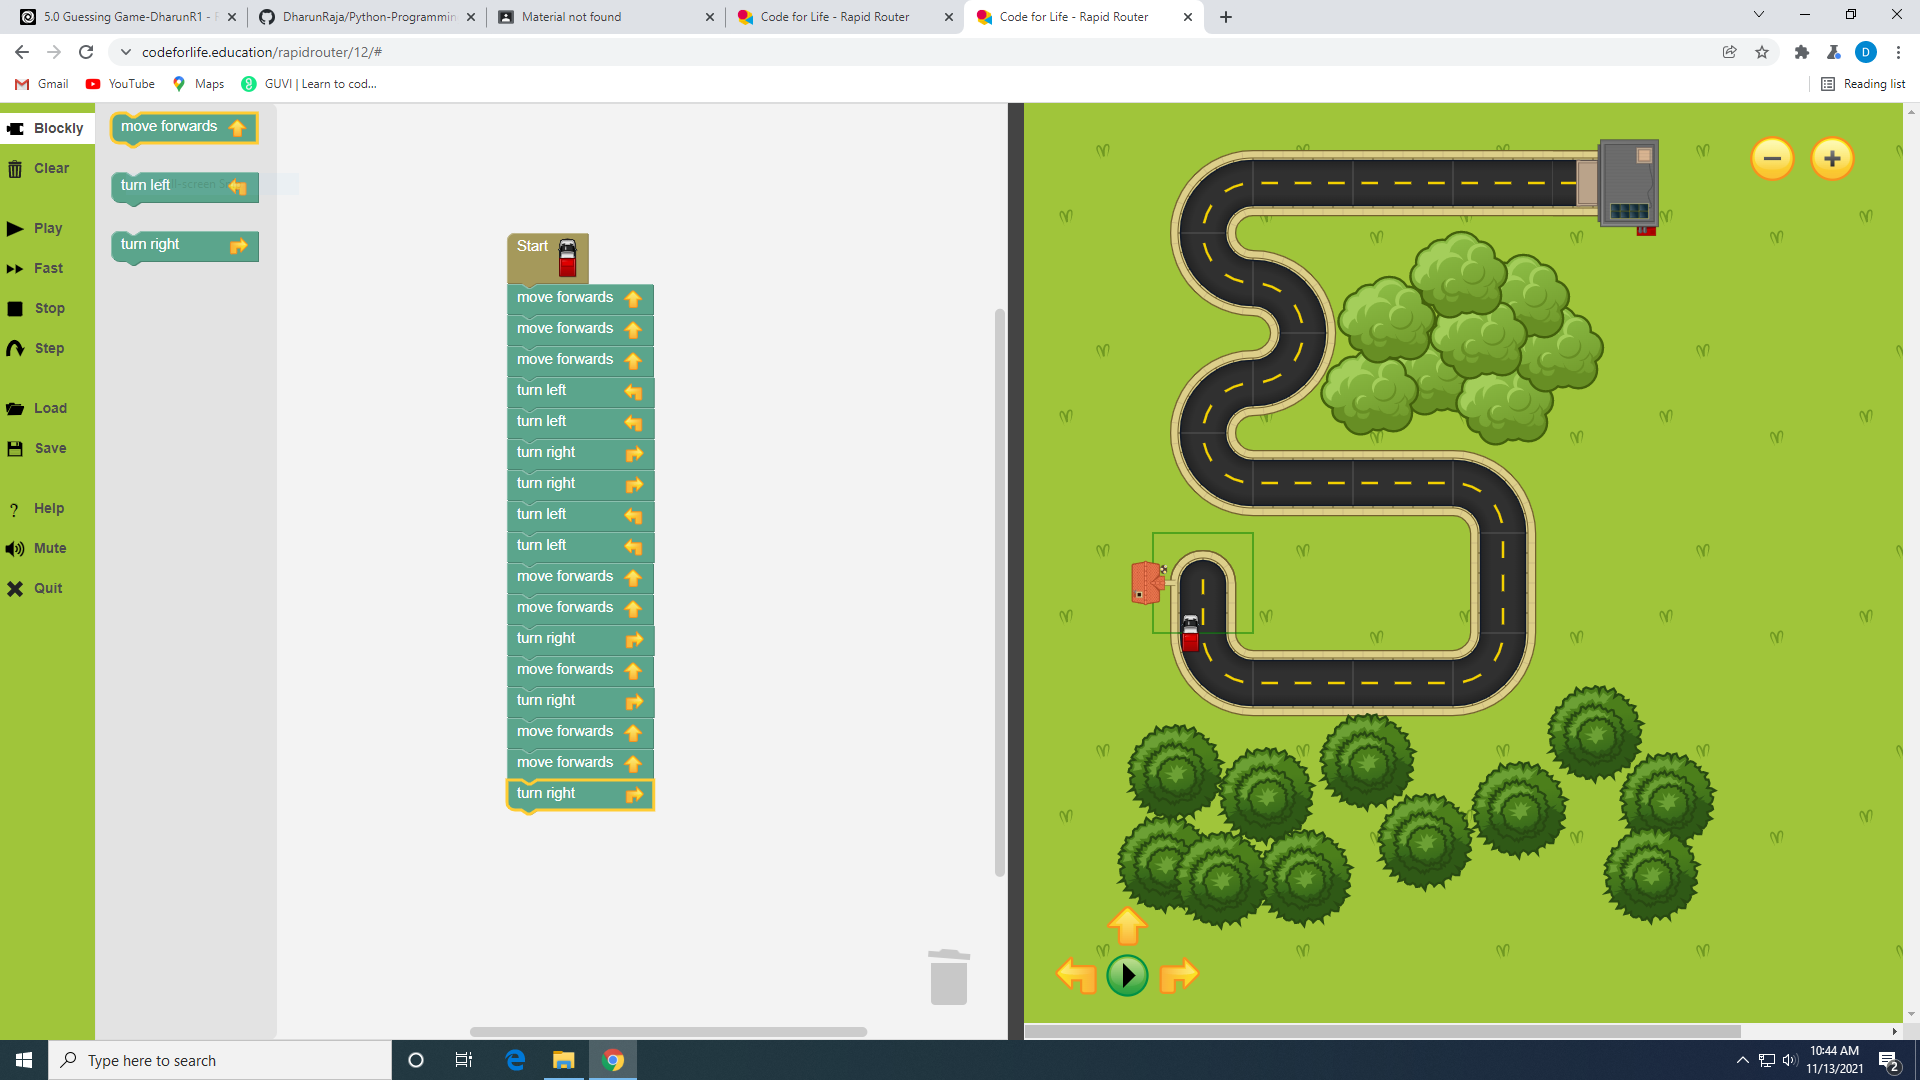 5.0 Guessing Game-DharunR1 - R
DharunRaja/Python-Programmin
Material not found
Code for Life - Rapid Router
Code for Life - Rapid Router
codeforlife.education/rapidrouter/12/#
D
Gmail
YouTube
Maps
GUVI | Learn to cod...
Reading list
Blockly
Clear
Play
Fast
Stop
Step
Load
Save
Help
Mute
Quit
move forwards
turn left
turn right
Start
move forwards
move forwards
move forwards
turn left
turn left
turn right
turn right
turn left
turn left
move forwards
move forwards
turn right
move forwards
turn right
move forwards
move forwards
turn right
Type here to search
10:44 AM
11/13/2021
2